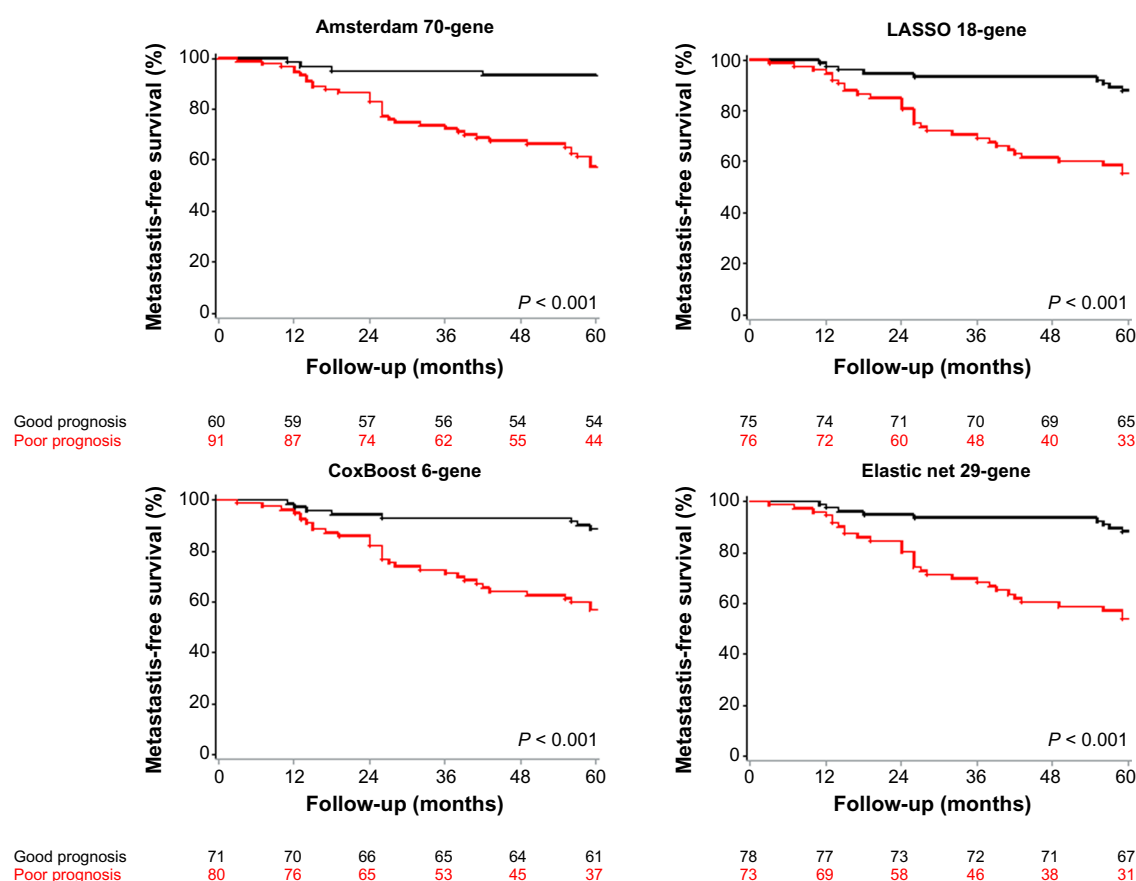 Amsterdam 70-gene
Metastastis-free survival (%)
100
80
60
40
20
0
P < 0.001
0 12 24 36 48 60
Follow-up (months)
LASSO 18-gene
Metastastis-free survival (%)
100
80
60
40
20
0
P < 0.001
0 12 24 36 48 60
Follow-up (months)
Good prognosis 60 59 57 56 54 54 75 74 71 70 69 65
Poor prognosis 91 87 74 62 55 44 76 72 60 48 40 33
CoxBoost 6-gene
Metastastis-free survival (%)
100
80
60
40
20
0
P < 0.001
0 12 24 36 48 60
Follow-up (months)
Elastic net 29-gene
Metastastis-free survival (%)
100
80
60
40
20
0
P < 0.001
0 12 24 36 48 60
Follow-up (months)
Good prognosis 71 70 66 65 64 61 78 77 73 72 71 67
Poor prognosis 80 76 65 53 45 37 73 69 58 46 38 31